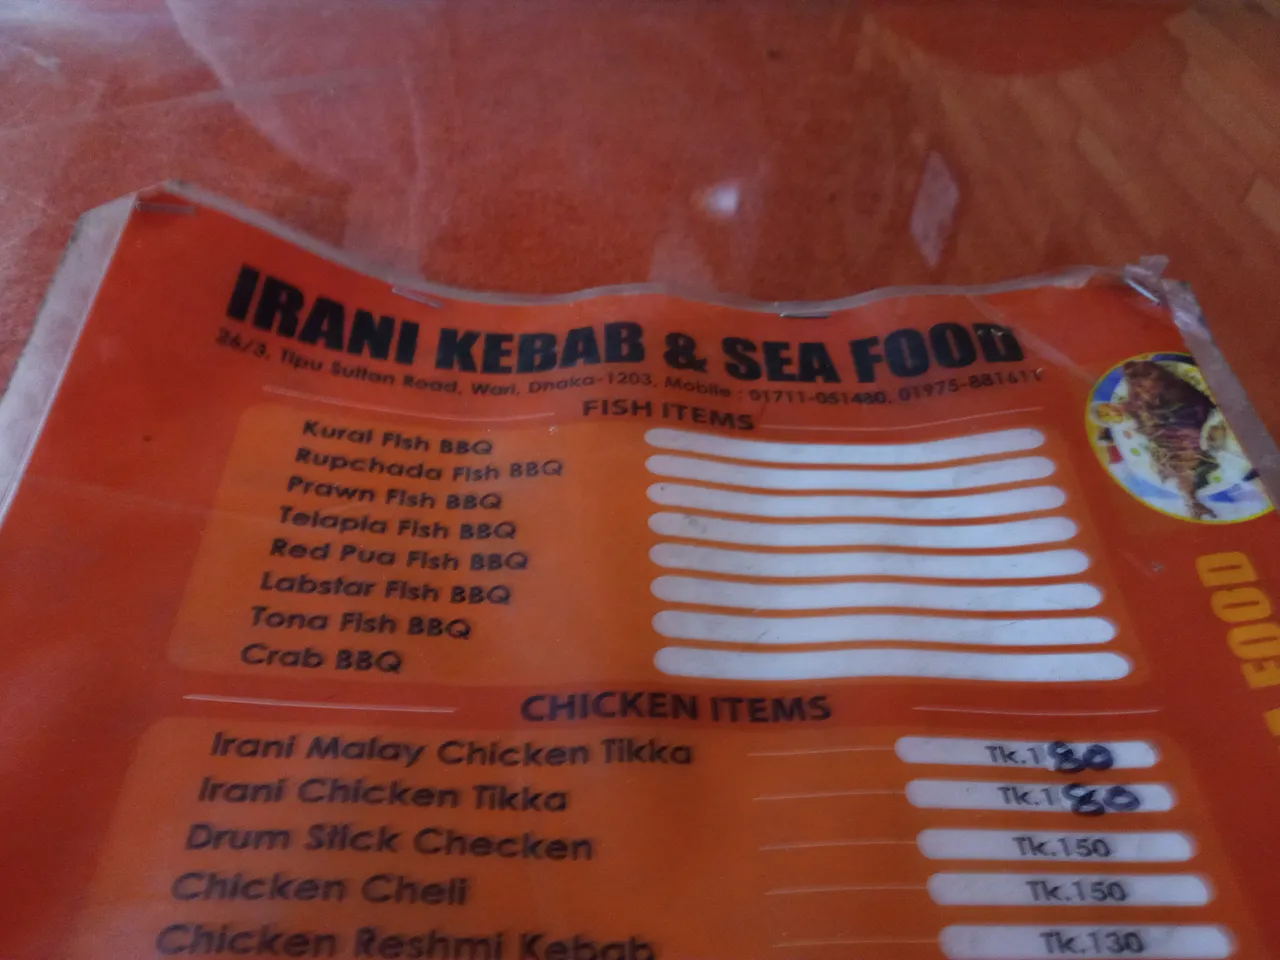 IRANI KEBAB & SEA FOOD
26/3, Tipu Sultan Road, Wari, Dhaka-1203, Mobile : 01711-051480, 01975-881611
FISH ITEMS
Kural Fish BBQ
Rupchada Fish BBQ
Prawn Fish BBQ
Telapia Fish BBQ
Red Pua Fish BBQ
Labstar Fish BBQ
Tona Fish BBQ
Crab BBQ
CHICKEN ITEMS
Irani Malay Chicken Tikka Tk.180
Irani Chicken Tikka Tk.180
Drum Stick Checken Tk.150
Chicken Cheli Tk.150
Chicken Reshmi Kebab Tk.130
FOOD